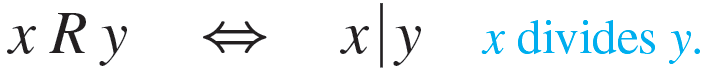 x R y ⇔ x | y x divides y.